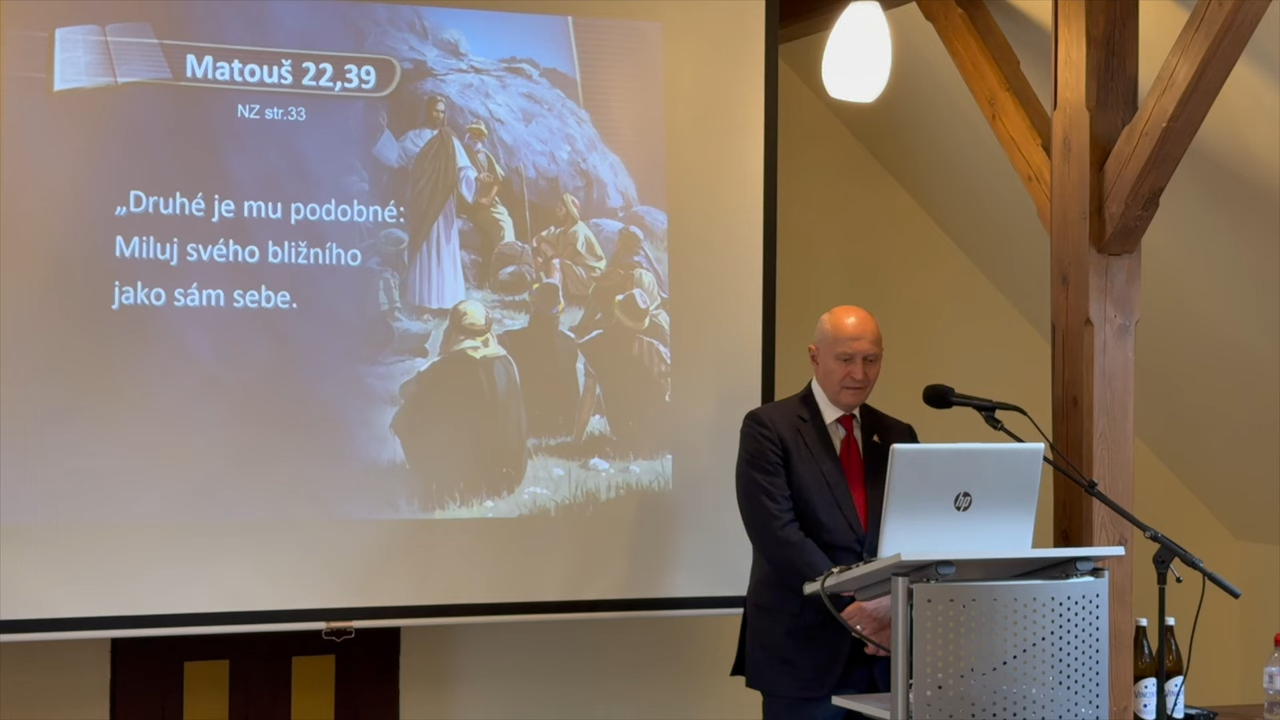 Matouš 22,39
NZ str.33
„Druhé je mu podobné:
Miluj svého bližního
jako sám sebe.
hp